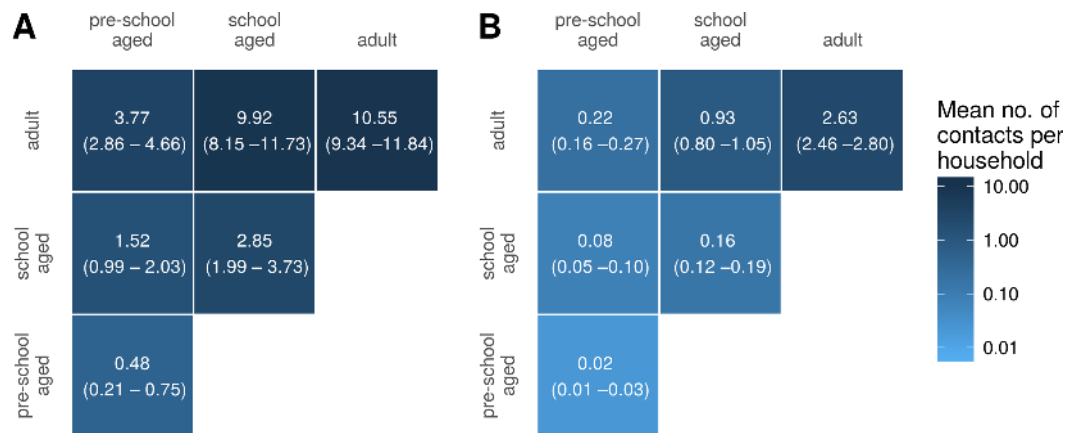 A
pre-school
aged
school
aged
adult
B
pre-school
aged
school
aged
adult
adult
3.77
(2.86 – 4.66)
9.92
(8.15 –11.73)
10.55
(9.34 –11.84)
adult
0.22
(0.16 –0.27)
0.93
(0.80 –1.05)
2.63
(2.46 –2.80)
school
aged
1.52
(0.99 – 2.03)
2.85
(1.99 – 3.73)
school
aged
0.08
(0.05 –0.10)
0.16
(0.12 –0.19)
pre-school
aged
0.48
(0.21 – 0.75)
pre-school
aged
0.02
(0.01 –0.03)
Mean no. of
contacts per
household
10.00
1.00
0.10
0.01